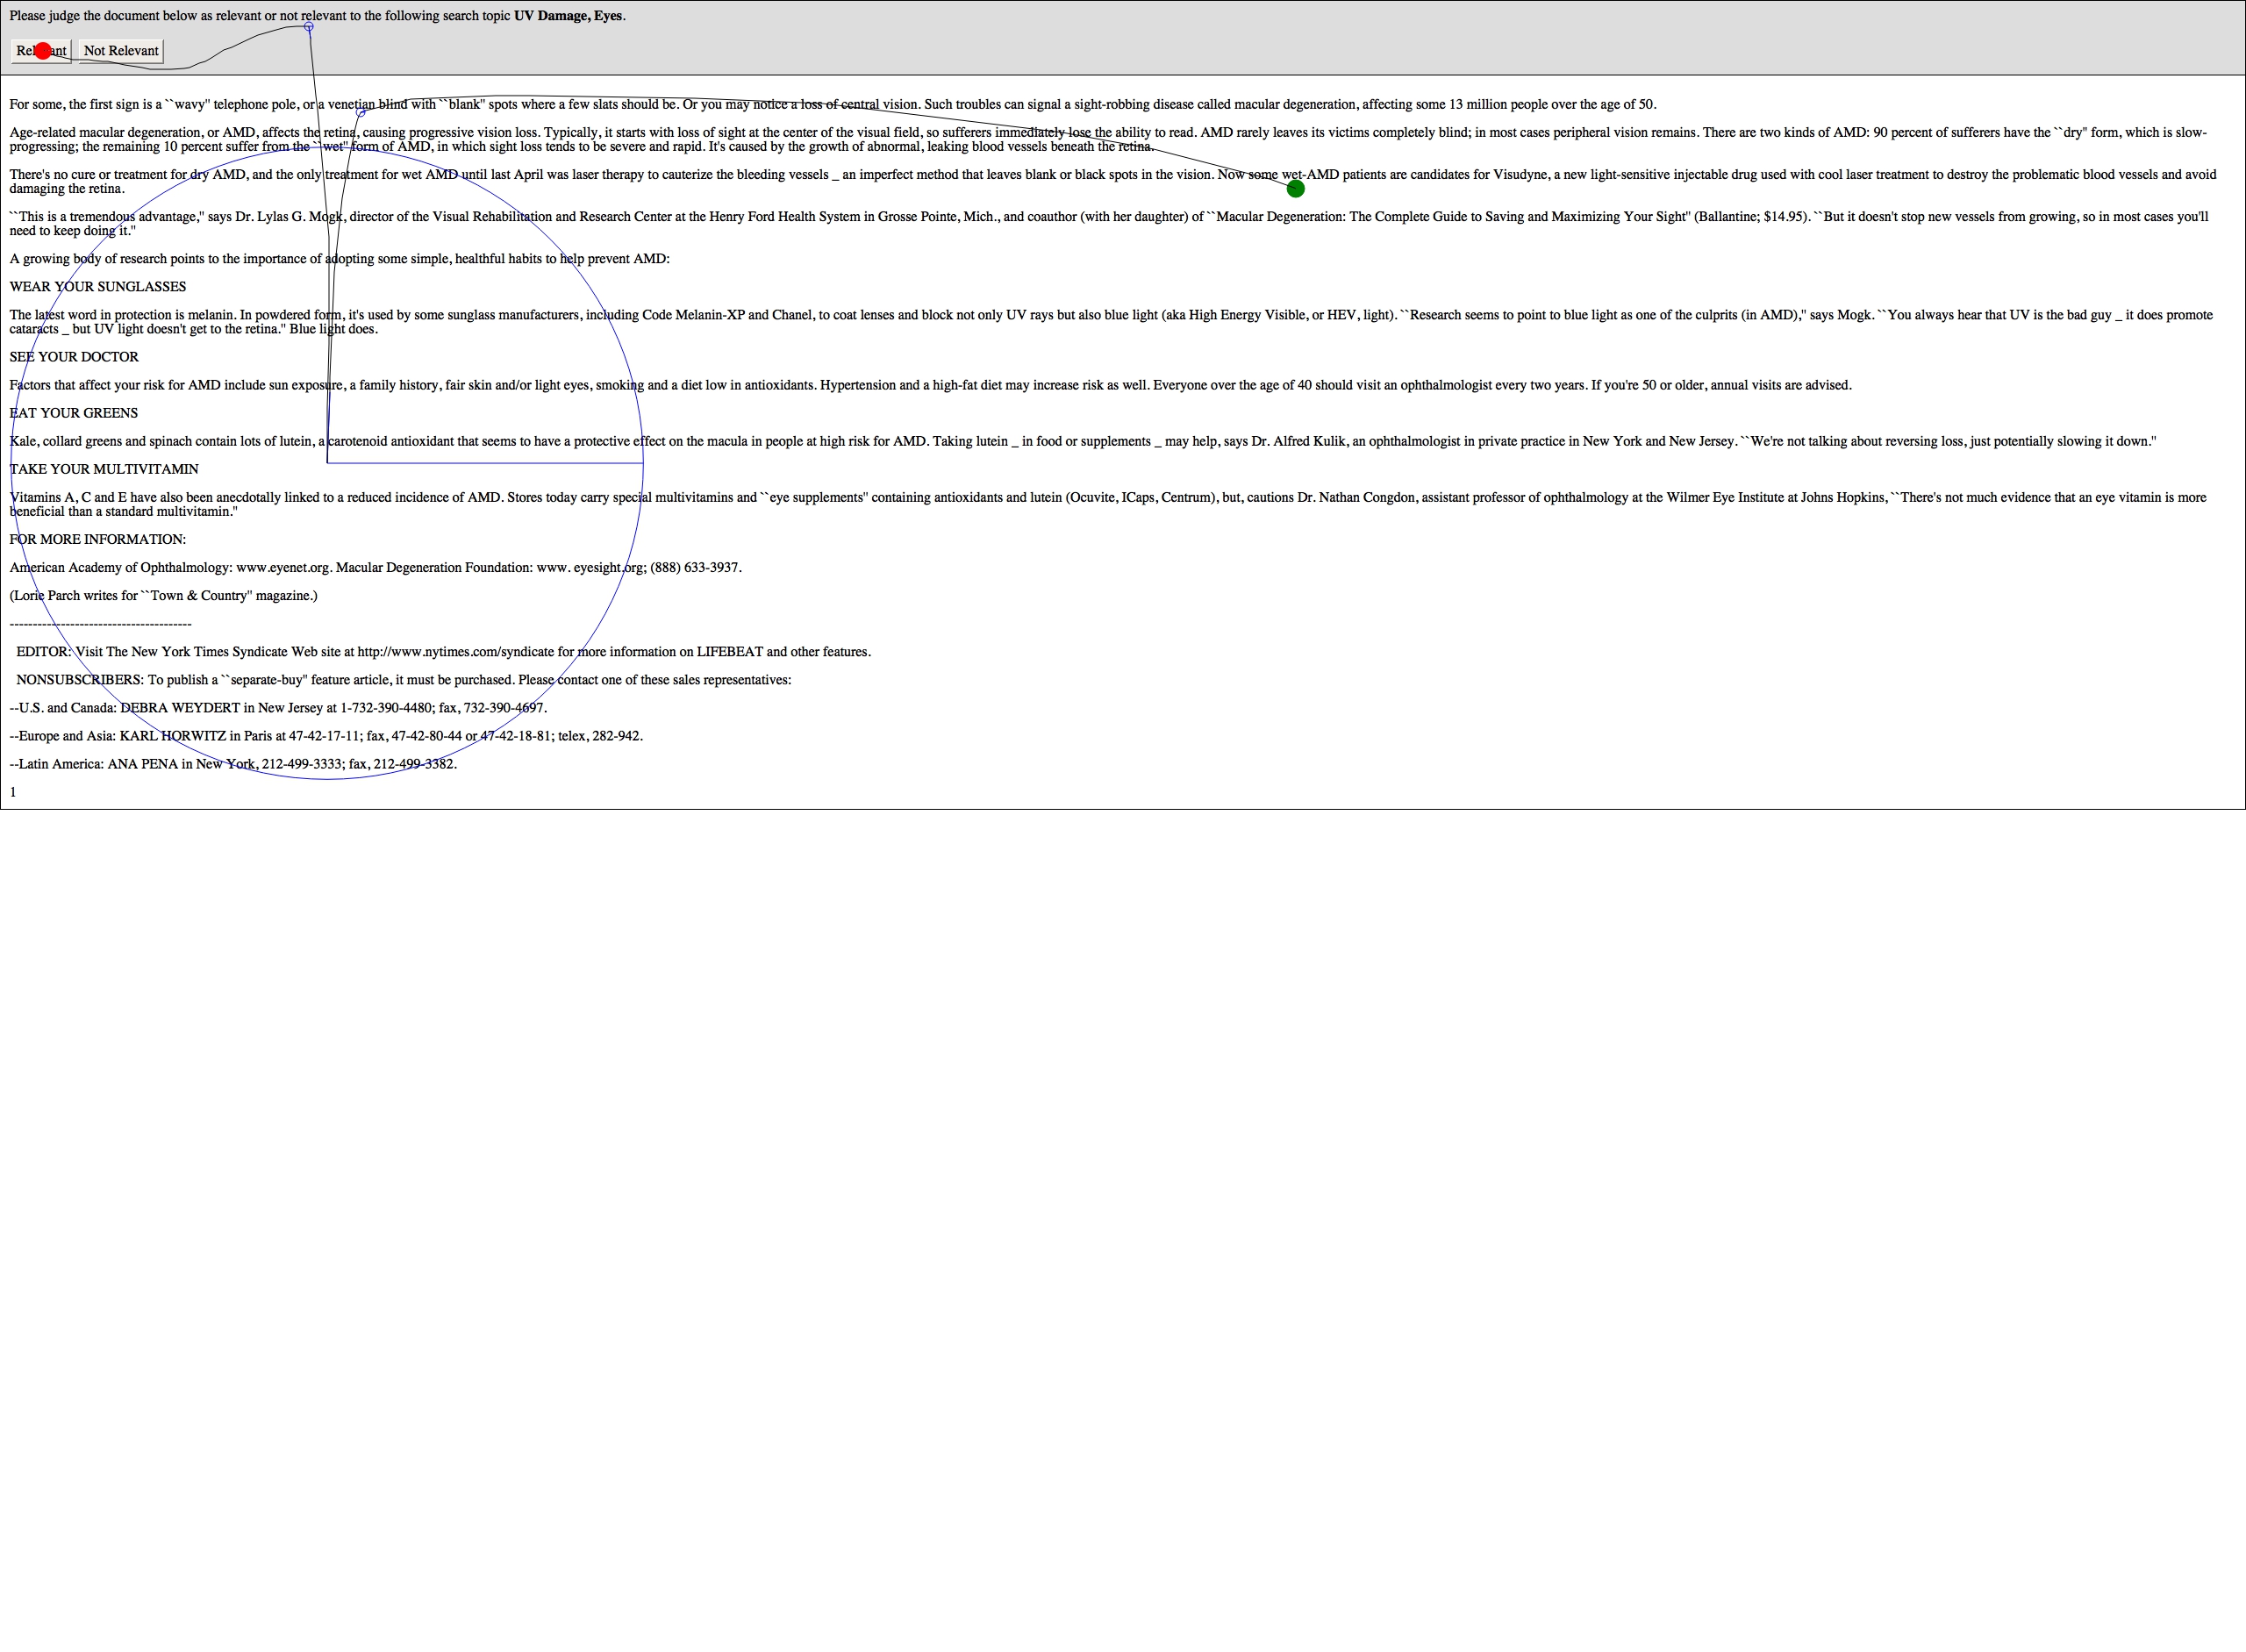 Please judge the document below as relevant or not relevant to the following search topic UV Damage, Eyes.
Relevant Not Relevant
For some, the first sign is a ``wavy'' telephone pole, or a venetian blind with ``blank'' spots where a few slats should be. Or you may notice a loss of central vision. Such troubles can signal a sight-robbing disease called macular degeneration, affecting some 13 million people over the age of 50.
Age-related macular degeneration, or AMD, affects the retina, causing progressive vision loss. Typically, it starts with loss of sight at the center of the visual field, so sufferers immediately lose the ability to read. AMD rarely leaves its victims completely blind; in most cases peripheral vision remains. There are two kinds of AMD: 90 percent of sufferers have the ``dry'' form, which is slow-
progressing; the remaining 10 percent suffer from the ``wet'' form of AMD, in which sight loss tends to be severe and rapid. It's caused by the growth of abnormal, leaking blood vessels beneath the retina.
There's no cure or treatment for dry AMD, and the only treatment for wet AMD until last April was laser therapy to cauterize the bleeding vessels _ an imperfect method that leaves blank or black spots in the vision. Now some wet-AMD patients are candidates for Visudyne, a new light-sensitive injectable drug used with cool laser treatment to destroy the problematic blood vessels and avoid
damaging the retina.
``This is a tremendous advantage,'' says Dr. Lylas G. Mogk, director of the Visual Rehabilitation and Research Center at the Henry Ford Health System in Grosse Pointe, Mich., and coauthor (with her daughter) of ``Macular Degeneration: The Complete Guide to Saving and Maximizing Your Sight'' (Ballantine; $14.95). ``But it doesn't stop new vessels from growing, so in most cases you'll
need to keep doing it.''
A growing body of research points to the importance of adopting some simple, healthful habits to help prevent AMD:
WEAR YOUR SUNGLASSES
The latest word in protection is melanin. In powdered form, it's used by some sunglass manufacturers, including Code Melanin-XP and Chanel, to coat lenses and block not only UV rays but also blue light (aka High Energy Visible, or HEV, light). ``Research seems to point to blue light as one of the culprits (in AMD),'' says Mogk. ``You always hear that UV is the bad guy _ it does promote
cataracts _ but UV light doesn't get to the retina.'' Blue light does.
SEE YOUR DOCTOR
Factors that affect your risk for AMD include sun exposure, a family history, fair skin and/or light eyes, smoking and a diet low in antioxidants. Hypertension and a high-fat diet may increase risk as well. Everyone over the age of 40 should visit an ophthalmologist every two years. If you're 50 or older, annual visits are advised.
EAT YOUR GREENS
Kale, collard greens and spinach contain lots of lutein, a carotenoid antioxidant that seems to have a protective effect on the macula in people at high risk for AMD. Taking lutein _ in food or supplements _ may help, says Dr. Alfred Kulik, an ophthalmologist in private practice in New York and New Jersey. ``We're not talking about reversing loss, just potentially slowing it down.''
TAKE YOUR MULTIVITAMIN
Vitamins A, C and E have also been anecdotally linked to a reduced incidence of AMD. Stores today carry special multivitamins and ``eye supplements'' containing antioxidants and lutein (Ocuvite, ICaps, Centrum), but, cautions Dr. Nathan Congdon, assistant professor of ophthalmology at the Wilmer Eye Institute at Johns Hopkins, ``There's not much evidence that an eye vitamin is more
beneficial than a standard multivitamin.''
FOR MORE INFORMATION:
American Academy of Ophthalmology: www.eyenet.org. Macular Degeneration Foundation: www. eyesight.org; (888) 633-3937.
(Lorie Parch writes for ``Town & Country'' magazine.)
---------------------------------------
EDITOR: Visit The New York Times Syndicate Web site at http://www.nytimes.com/syndicate for more information on LIFEBEAT and other features.
NONSUBSCRIBERS: To publish a ``separate-buy'' feature article, it must be purchased. Please contact one of these sales representatives:
--U.S. and Canada: DEBRA WEYDERT in New Jersey at 1-732-390-4480; fax, 732-390-4697.
--Europe and Asia: KARL HORWITZ in Paris at 47-42-17-11; fax, 47-42-80-44 or 47-42-18-81; telex, 282-942.
--Latin America: ANA PENA in New York, 212-499-3333; fax, 212-499-3382.
1